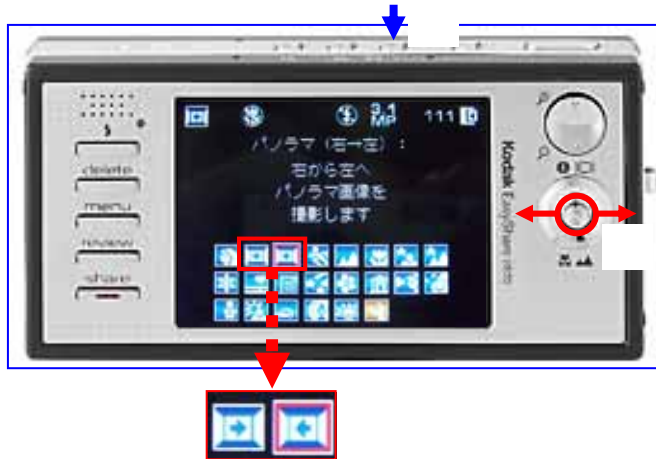 3.1
MP
111
パノラマ (右→左) :
右から左へ
パノラマ画像を
撮影します
delete
menu
review
share
Kodak EasyShare